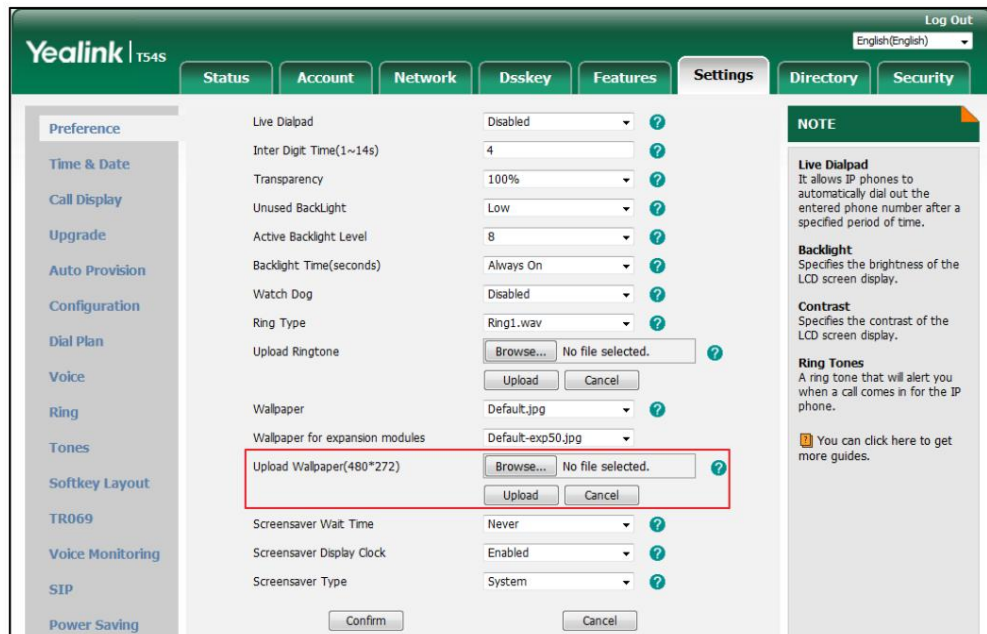 Log Out
English(English)
Yealink T54S
Status Account Network Dsskey Features Settings Directory Security
Preference
Time & Date
Call Display
Upgrade
Auto Provision
Configuration
Dial Plan
Voice
Ring
Tones
Softkey Layout
TR069
Voice Monitoring
SIP
Power Saving
Live Dialpad Disabled ?
Inter Digit Time(1~14s) 4 ?
Transparency 100% ?
Unused BackLight Low ?
Active Backlight Level 8 ?
Backlight Time(seconds) Always On ?
Watch Dog Disabled ?
Ring Type Ring1.wav ?
Upload Ringtone Browse... No file selected. ?
Upload Cancel
Wallpaper Default.jpg ?
Wallpaper for expansion modules Default-exp50.jpg
Upload Wallpaper(480*272) Browse... No file selected. ?
Upload Cancel
Screensaver Wait Time Never ?
Screensaver Display Clock Enabled ?
Screensaver Type System ?
Confirm Cancel
NOTE
Live Dialpad
It allows IP phones to
automatically dial out the
entered phone number after a
specified period of time.
Backlight
Specifies the brightness of the
LCD screen display.
Contrast
Specifies the contrast of the
LCD screen display.
Ring Tones
A ring tone that will alert you
when a call comes in for the IP
phone.
? You can click here to get
more guides.